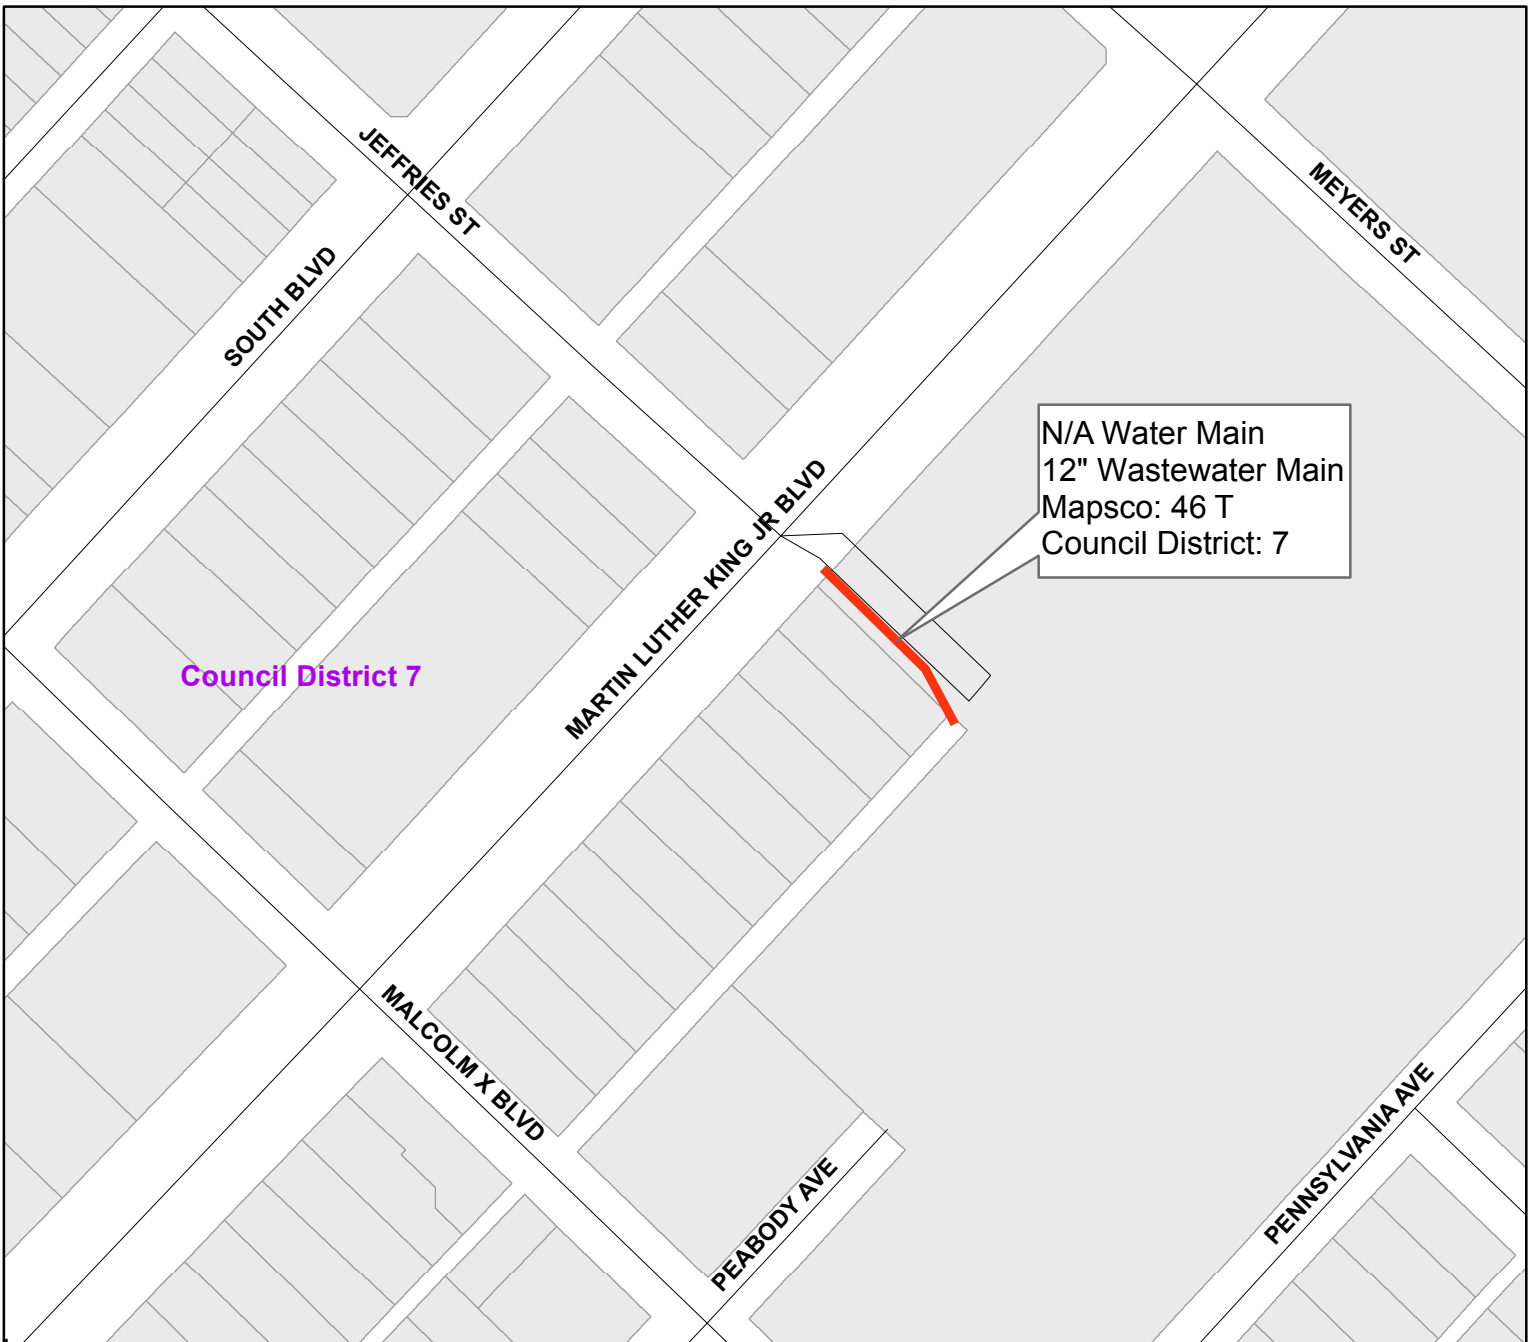 JEFFRIES ST
MEYERS ST
SOUTH BLVD
N/A Water Main
12" Wastewater Main
Mapsco: 46 T
Council District: 7
MARTIN LUTHER KING JR BLVD
Council District 7
MALCOLM X BLVD
PENNSYLVANIA AVE
PEABODY AVE